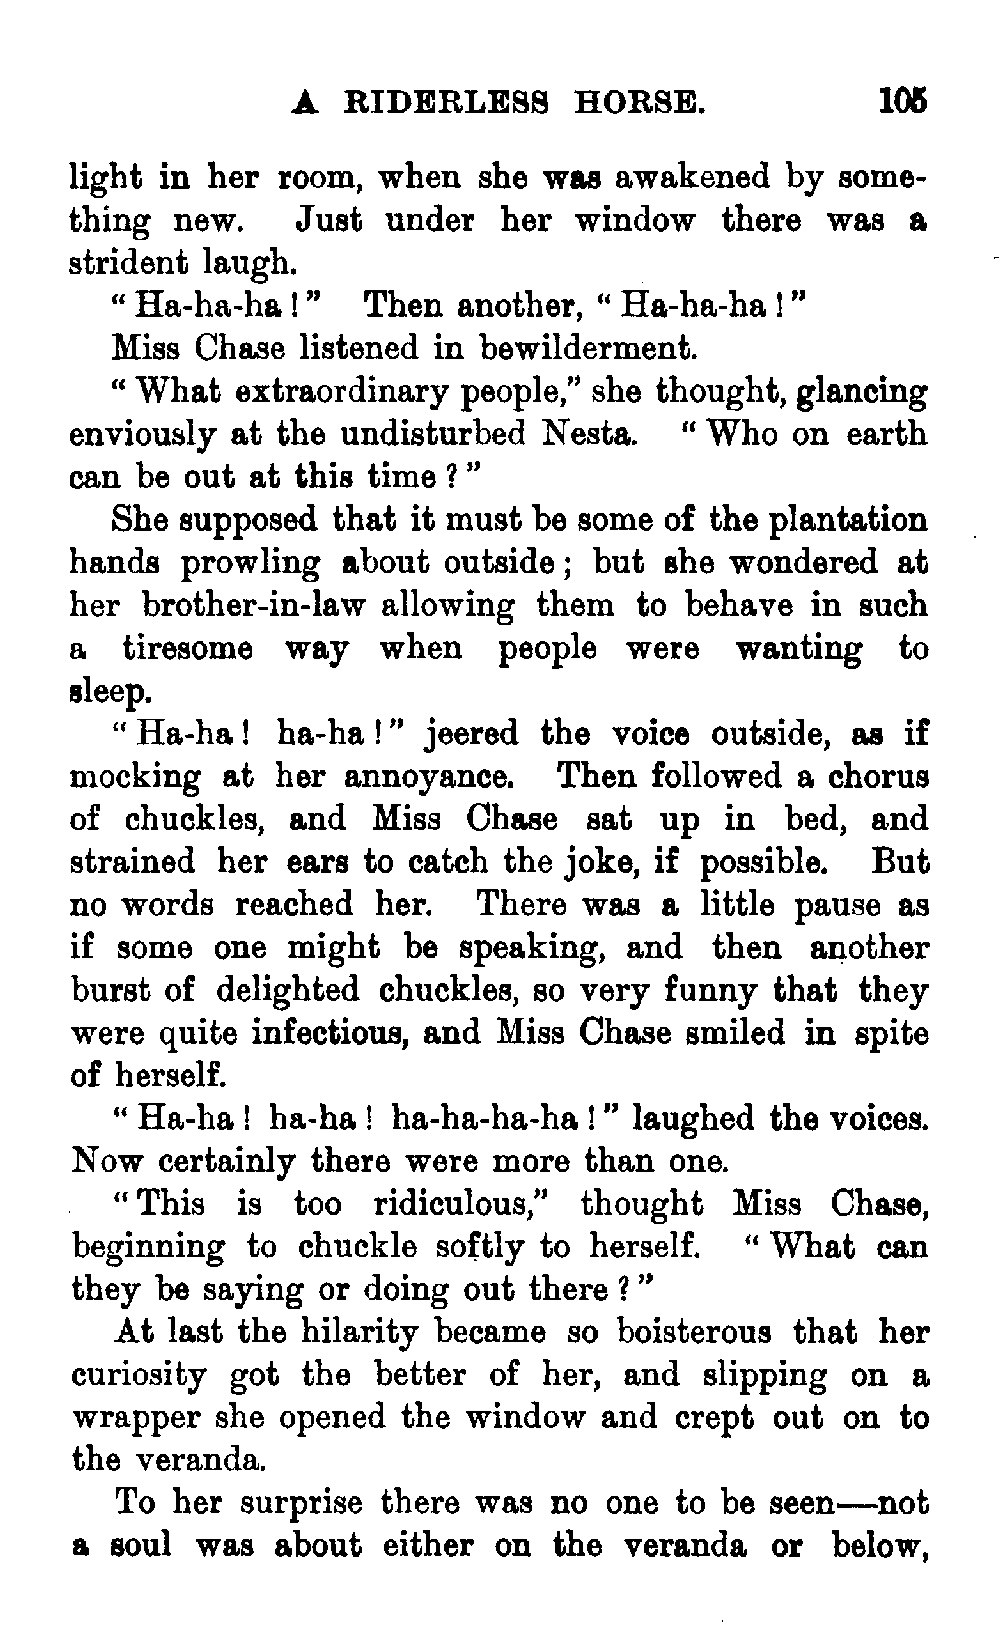 A RIDERLESS HORSE. 105
light in her room, when she was awakened by some-
thing new. Just under her window there was a
strident laugh.
“ Ha-ha-ha ! ” Then another, “ Ha-ha-ha ! ”
Miss Chase listened in bewilderment.
“ What extraordinary people,” she thought, glancing
enviously at the undisturbed Nesta. “ Who on earth
can be out at this time ? ”
She supposed that it must be some of the plantation
hands prowling about outside ; but she wondered at
her brother-in-law allowing them to behave in such
a tiresome way when people were wanting to
sleep.
“ Ha-ha ! ha-ha ! ” jeered the voice outside, as if
mocking at her annoyance. Then followed a chorus
of chuckles, and Miss Chase sat up in bed, and
strained her ears to catch the joke, if possible. But
no words reached her. There was a little pause as
if some one might be speaking, and then another
burst of delighted chuckles, so very funny that they
were quite infectious, and Miss Chase smiled in spite
of herself.
“ Ha-ha ! ha-ha ! ha-ha-ha-ha ! ” laughed the voices.
Now certainly there were more than one.
“ This is too ridiculous,” thought Miss Chase,
beginning to chuckle softly to herself. “ What can
they be saying or doing out there ? ”
At last the hilarity became so boisterous that her
curiosity got the better of her, and slipping on a
wrapper she opened the window and crept out on to
the veranda.
To her surprise there was no one to be seen—not
a soul was about either on the veranda or below,